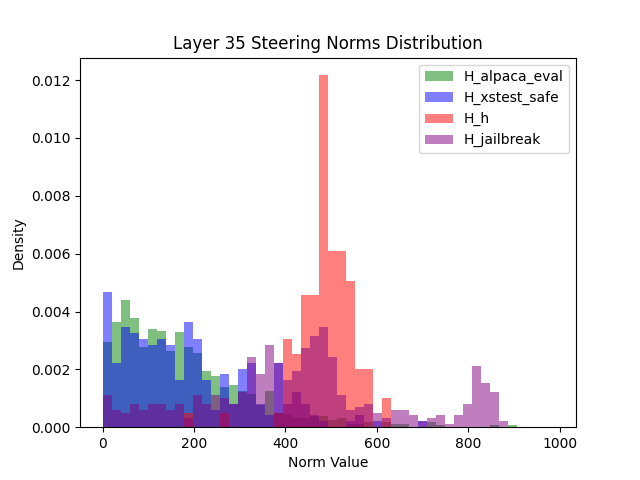 Layer 35 Steering Norms Distribution
H_alpaca_eval
H_xstest_safe
H_h
H_jailbreak
Density
0.012
0.010
0.008
0.006
0.004
0.002
0.000
0
200
400
600
800
1000
Norm Value